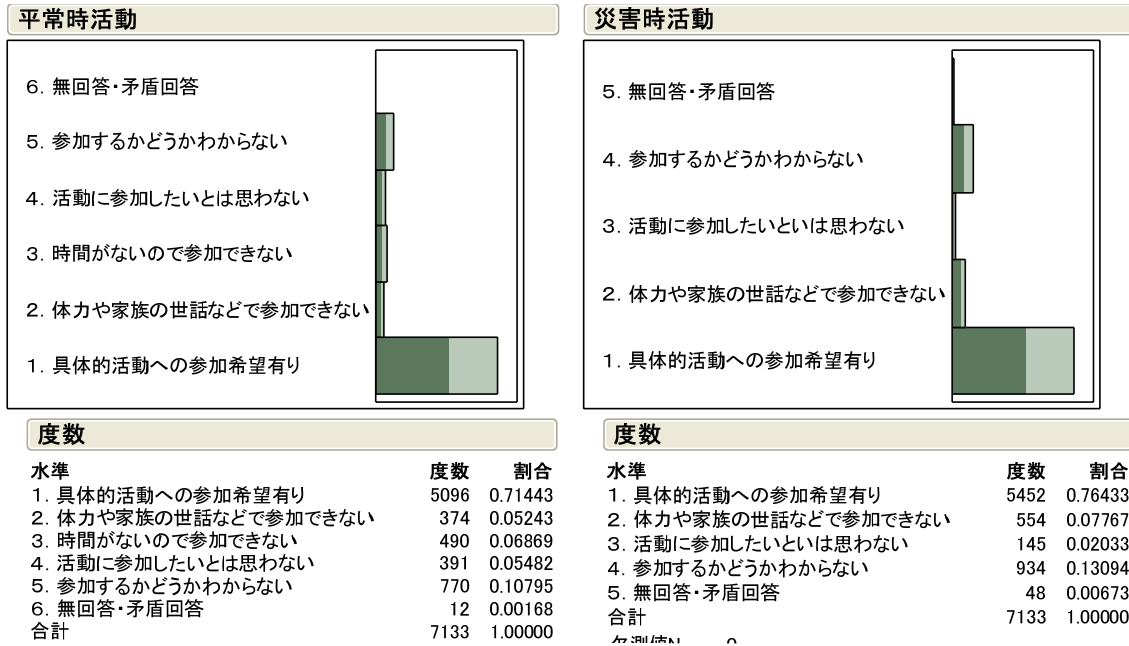 平常時活動
6. 無回答・矛盾回答
5. 参加するかどうかわからない
4. 活動に参加したいとは思わない
3. 時間がないので参加できない
2. 体力や家族の世話などで参加できない
1. 具体的活動への参加希望有り
度数
水準 度数 割合
1. 具体的活動への参加希望有り 5096 0.71443
2. 体力や家族の世話などで参加できない 374 0.05243
3. 時間がないので参加できない 490 0.06869
4. 活動に参加したいとは思わない 391 0.05482
5. 参加するかどうかわからない 770 0.10795
6. 無回答・矛盾回答 12 0.00168
合計 7133 1.00000
災害時活動
5. 無回答・矛盾回答
4. 参加するかどうかわからない
3. 活動に参加したいといは思わない
2. 体力や家族の世話などで参加できない
1. 具体的活動への参加希望有り
度数
水準 度数 割合
1. 具体的活動への参加希望有り 5452 0.76433
2. 体力や家族の世話などで参加できない 554 0.07767
3. 活動に参加したいといは思わない 145 0.02033
4. 参加するかどうかわからない 934 0.13094
5. 無回答・矛盾回答 48 0.00673
合計 7133 1.00000